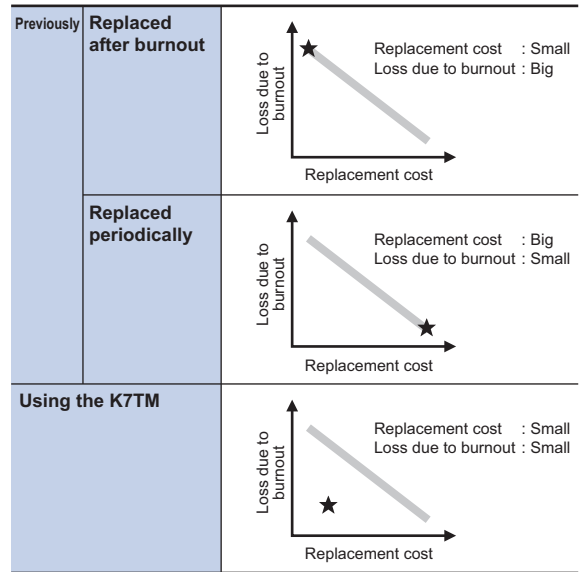 Previously
Replaced
after burnout
Loss due to
burnout
Replacement cost : Small
Loss due to burnout : Big
Replacement cost
Replaced
periodically
Loss due to
burnout
Replacement cost : Big
Loss due to burnout : Small
Replacement cost
Using the K7TM
Loss due to
burnout
Replacement cost : Small
Loss due to burnout : Small
Replacement cost